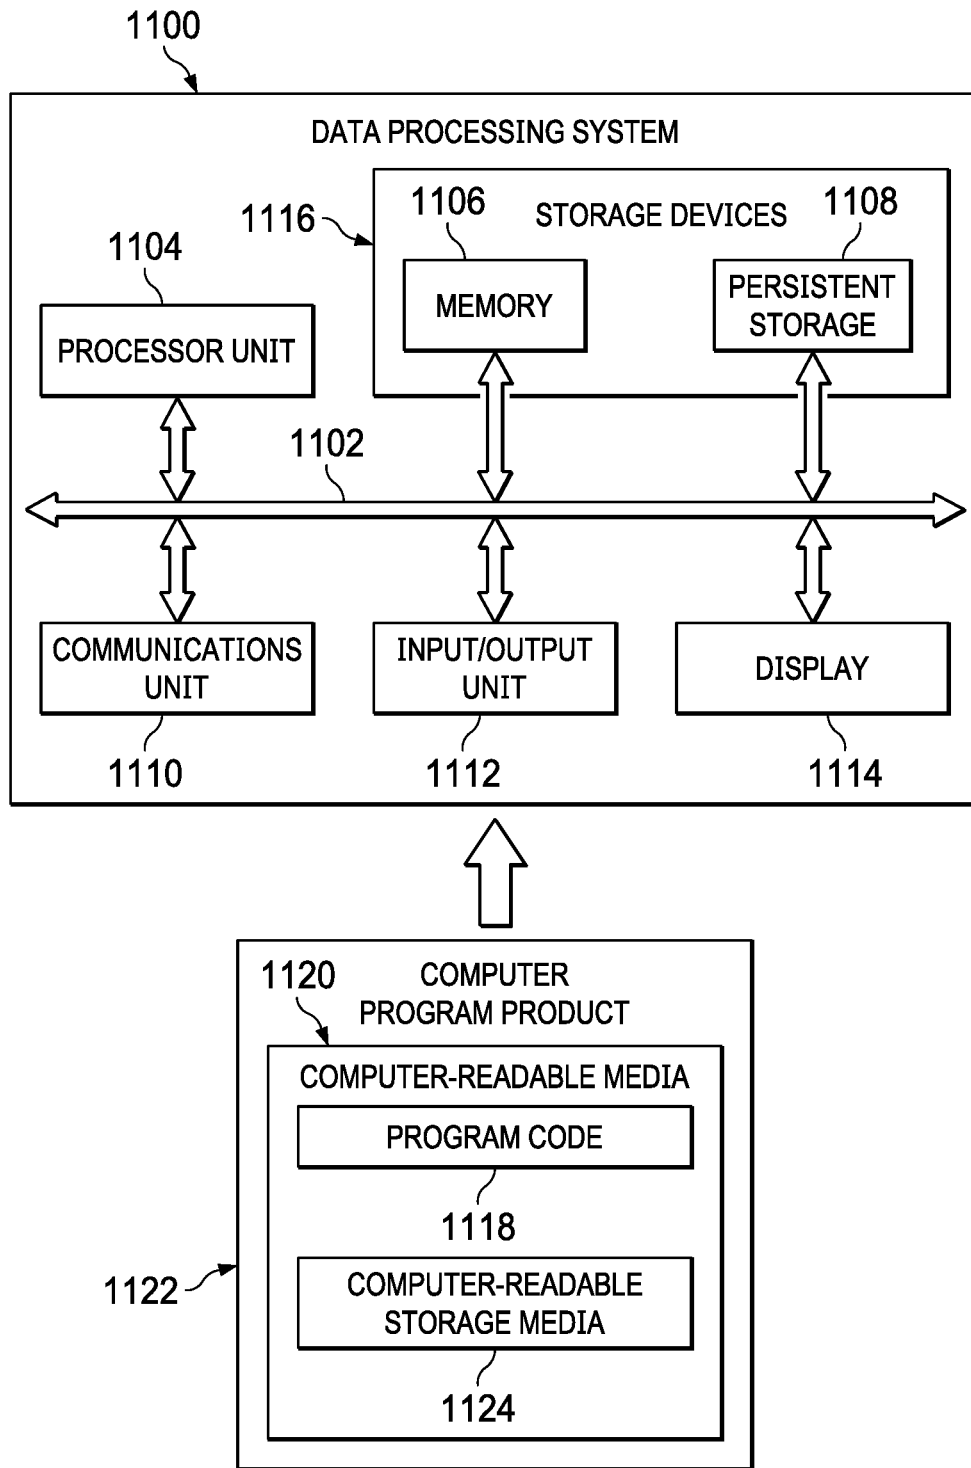 1100
DATA PROCESSING SYSTEM
1116
1106
STORAGE DEVICES
1108
1104
MEMORY
PERSISTENT
STORAGE
PROCESSOR UNIT
1102
COMMUNICATIONS
UNIT
INPUT/OUTPUT
UNIT
DISPLAY
1110
1112
1114
1120
COMPUTER
PROGRAM PRODUCT
COMPUTER-READABLE MEDIA
PROGRAM CODE
1118
1122
COMPUTER-READABLE
STORAGE MEDIA
1124